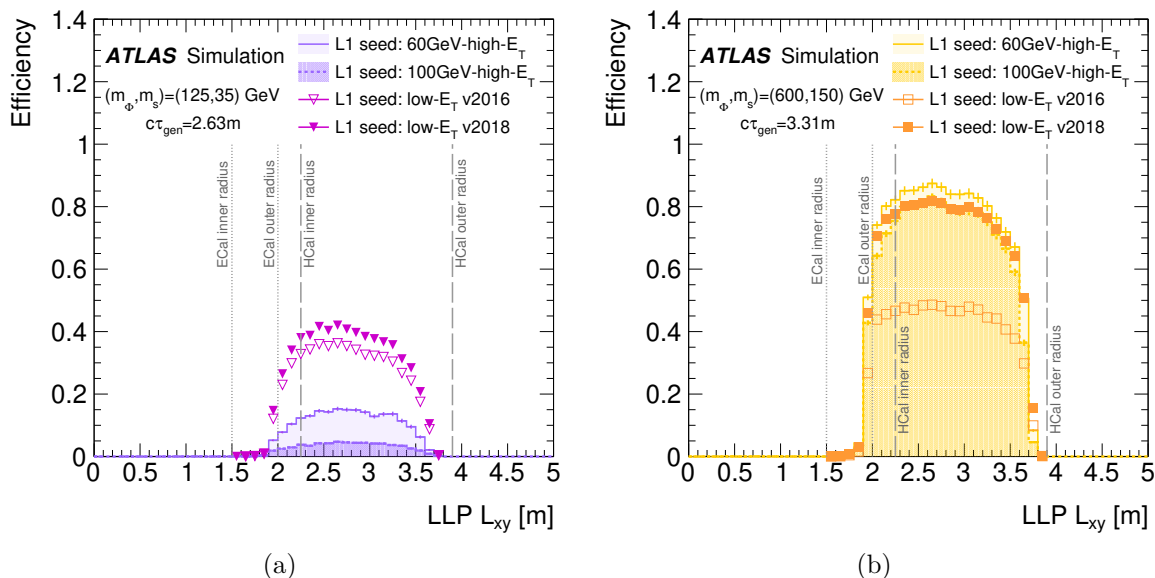 Efficiency
1.4
1.2
1
0.8
0.6
0.4
0.2
0
ATLAS Simulation
(m_Φ,m_s)=(125,35) GeV
cτ_gen=2.63m
L1 seed: 60GeV-high-E_T
L1 seed: 100GeV-high-E_T
L1 seed: low-E_T v2016
L1 seed: low-E_T v2018
ECal inner radius
ECal outer radius
HCal inner radius
HCal outer radius
0 0.5 1 1.5 2 2.5 3 3.5 4 4.5 5
LLP L_xy [m]
(a)
Efficiency
1.4
1.2
1
0.8
0.6
0.4
0.2
0
ATLAS Simulation
(m_Φ,m_s)=(600,150) GeV
cτ_gen=3.31m
L1 seed: 60GeV-high-E_T
L1 seed: 100GeV-high-E_T
L1 seed: low-E_T v2016
L1 seed: low-E_T v2018
ECal inner radius
ECal outer radius
HCal inner radius
HCal outer radius
0 0.5 1 1.5 2 2.5 3 3.5 4 4.5 5
LLP L_xy [m]
(b)